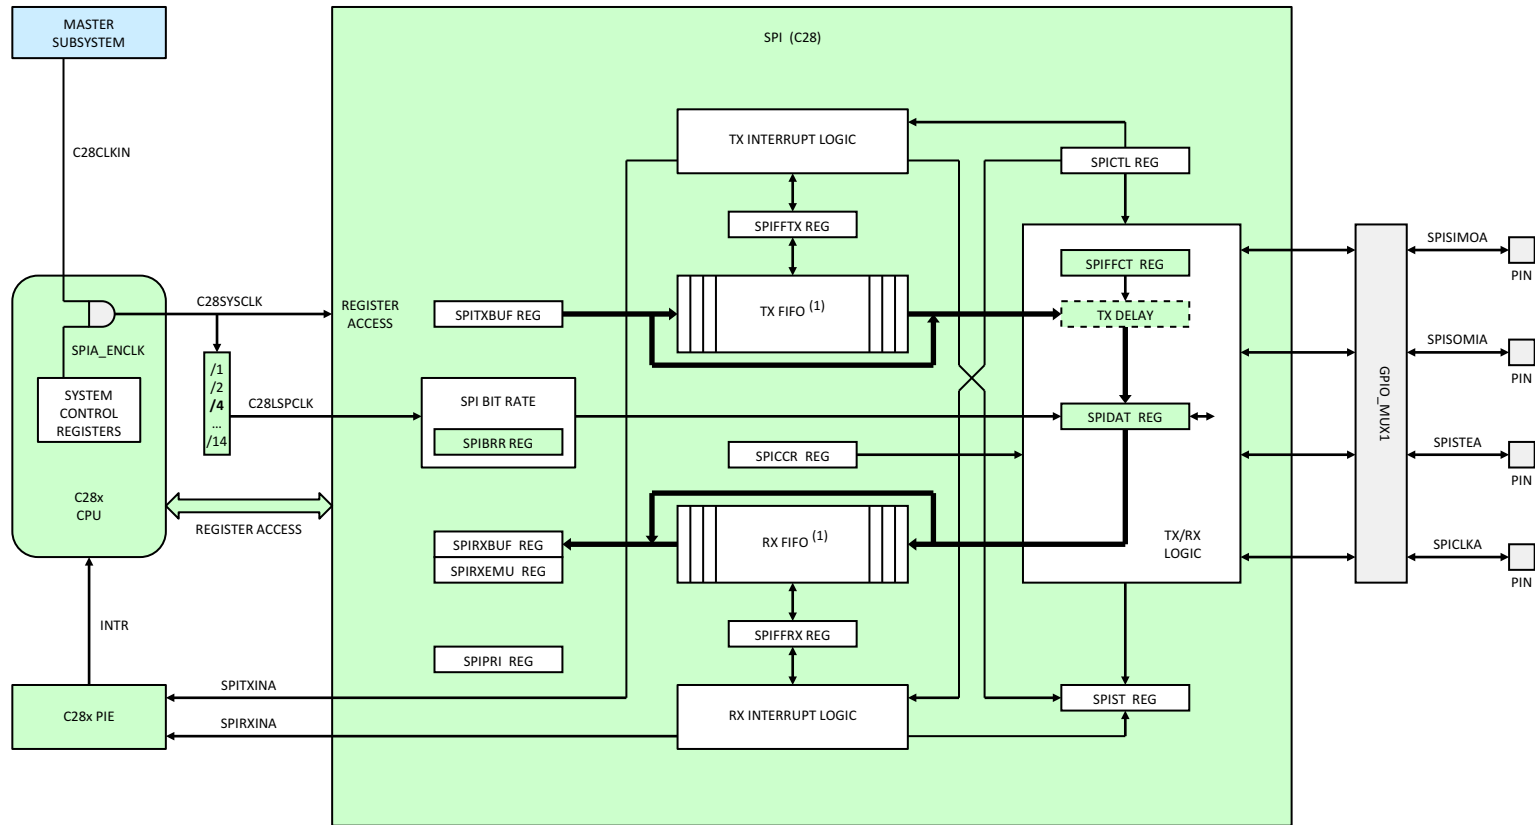 MASTER
SUBSYSTEM
SPI (C28)
C28CLKIN
TX INTERRUPT LOGIC
SPICTL REG
SPIFFTX REG
SPISIMOA
PIN
SPIFFCT REG
C28SYSCLK
REGISTER
ACCESS
SPITXBUF REG
TX FIFO (1)
TX DELAY
SPIA_ENCLK
SPISOMIA
PIN
/1
/2
/4
...
/14
SYSTEM
CONTROL
REGISTERS
C28LSPCLK
SPI BIT RATE
SPIBRR REG
SPIDAT REG
GPIO_MUX1
SPICCR REG
SPISTEA
PIN
C28x
CPU
REGISTER ACCESS
SPIRXBUF REG
SPIRXEMU REG
RX FIFO (1)
TX/RX
LOGIC
SPICLKA
PIN
INTR
SPIFFRX REG
SPIPRI REG
SPITXINA
C28x PIE
SPIRXINA
RX INTERRUPT LOGIC
SPIST REG